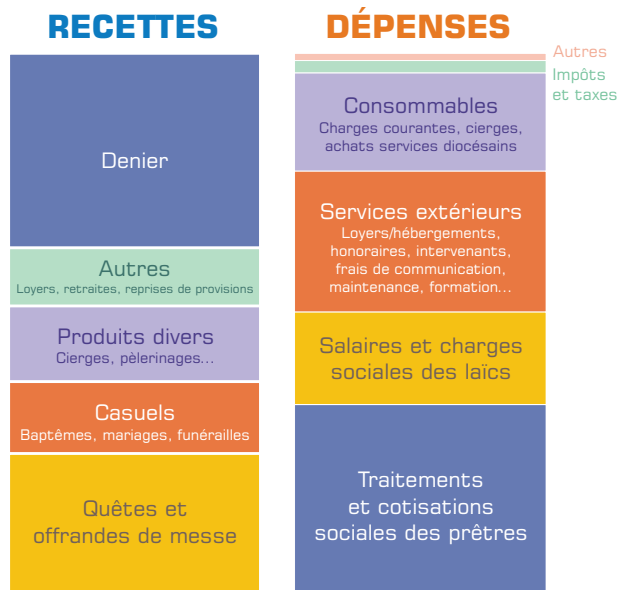 RECETTES
Denier
Autres
Loyers, retraites, reprises de provisions
Produits divers
Cierges, pèlerinages...
Casuels
Baptêmes, mariages, funérailles
Quêtes et
offrandes de messe
DÉPENSES
Autres
Impôts
et taxes
Consommables
Charges courantes, cierges,
achats services diocésains
Services extérieurs
Loyers/hébergements,
honoraires, intervenants,
frais de communication,
maintenance, formation...
Salaires et charges
sociales des laïcs
Traitements
et cotisations
sociales des prêtres